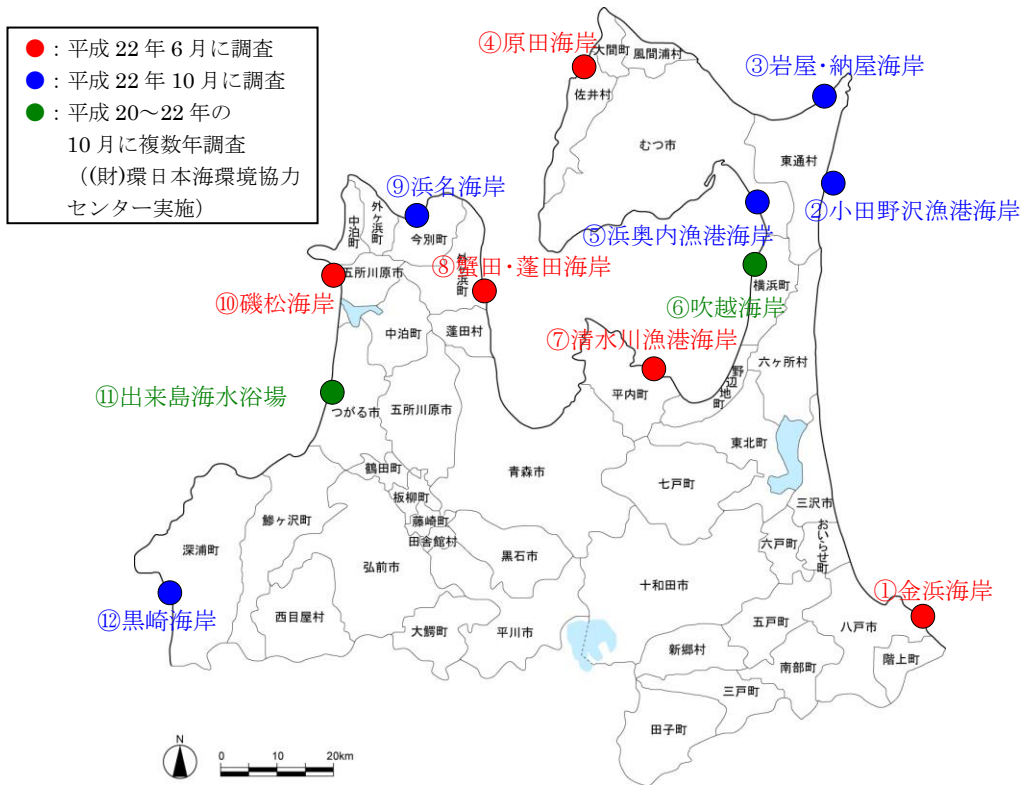 ●：平成 22 年 6 月に調査
●：平成 22 年 10 月に調査
●：平成 20～22 年の
10 月に複数年調査
（(財)環日本海環境協力
センター実施）
④原田海岸
大間町
風間浦村
③岩屋・納屋海岸
佐井村
むつ市
東通村
⑨浜名海岸
②小田野沢漁港海岸
中泊町
外ヶ浜町
今別町
⑤浜奥内漁港海岸
五所川原市
外ヶ浜町
⑧蟹田・蓬田海岸
横浜町
⑩磯松海岸
⑥吹越海岸
中泊町
蓬田村
⑦清水川漁港海岸
六ヶ所村
⑪出来島海水浴場
つがる市
五所川原市
平内町
野辺地町
東北町
鶴田町
青森市
七戸町
板柳町
三沢市
鰺ヶ沢町
藤崎町
田舎館村
六戸町
おいらせ町
深浦町
弘前市
黒石市
十和田市
①金浜海岸
⑫黒崎海岸
西目屋村
大鰐町
平川市
五戸町
八戸市
新郷村
南部町
階上町
三戸町
田子町
N
0 10 20km